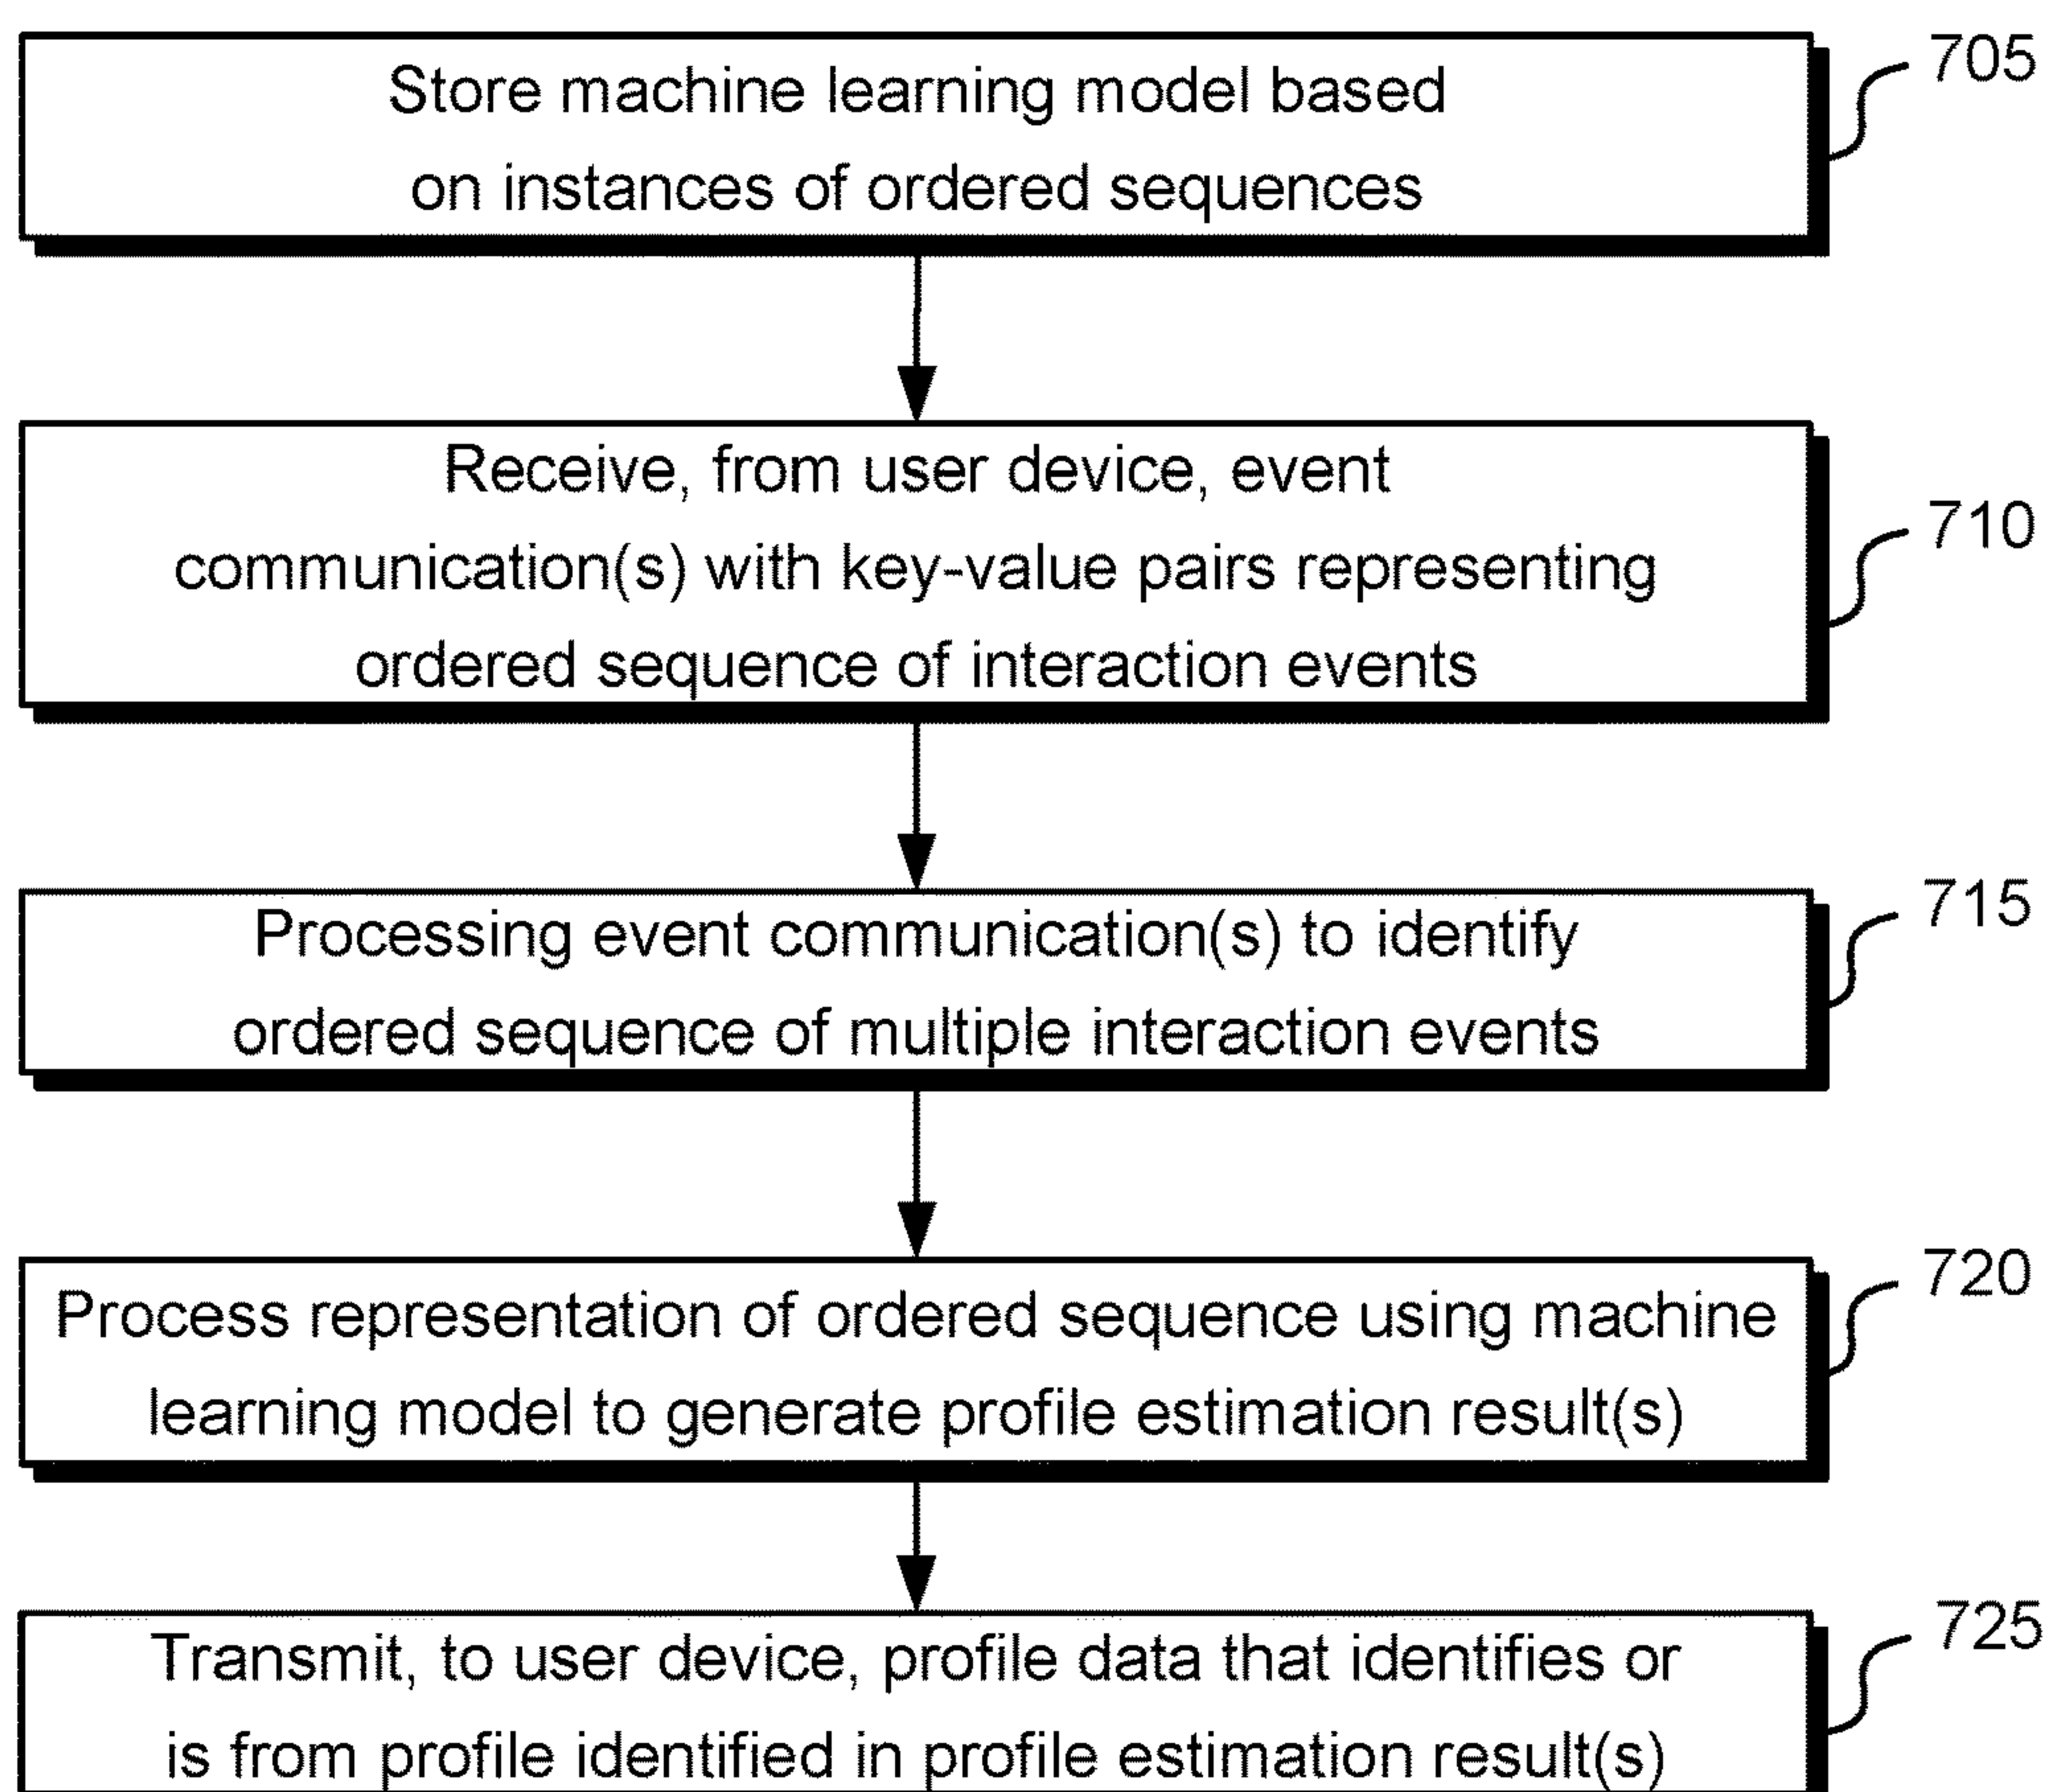 Store machine learning model based
on instances of ordered sequences
705
Receive, from user device, event
communication(s) with key-value pairs representing
ordered sequence of interaction events
710
Processing event communication(s) to identify
ordered sequence of multiple interaction events
715
Process representation of ordered sequence using machine
learning model to generate profile estimation result(s)
720
Transmit, to user device, profile data that identifies or
is from profile identified in profile estimation result(s)
725